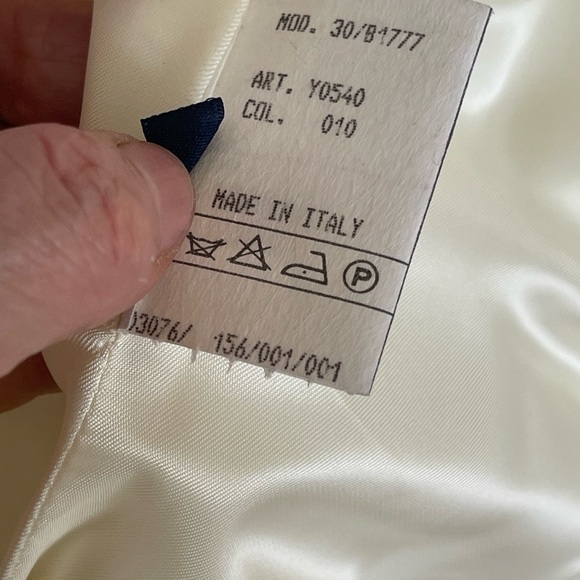 MOD. 30/B1777
ART. Y0540
COL. 010
MADE IN ITALY
P
03076/ 156/001/001